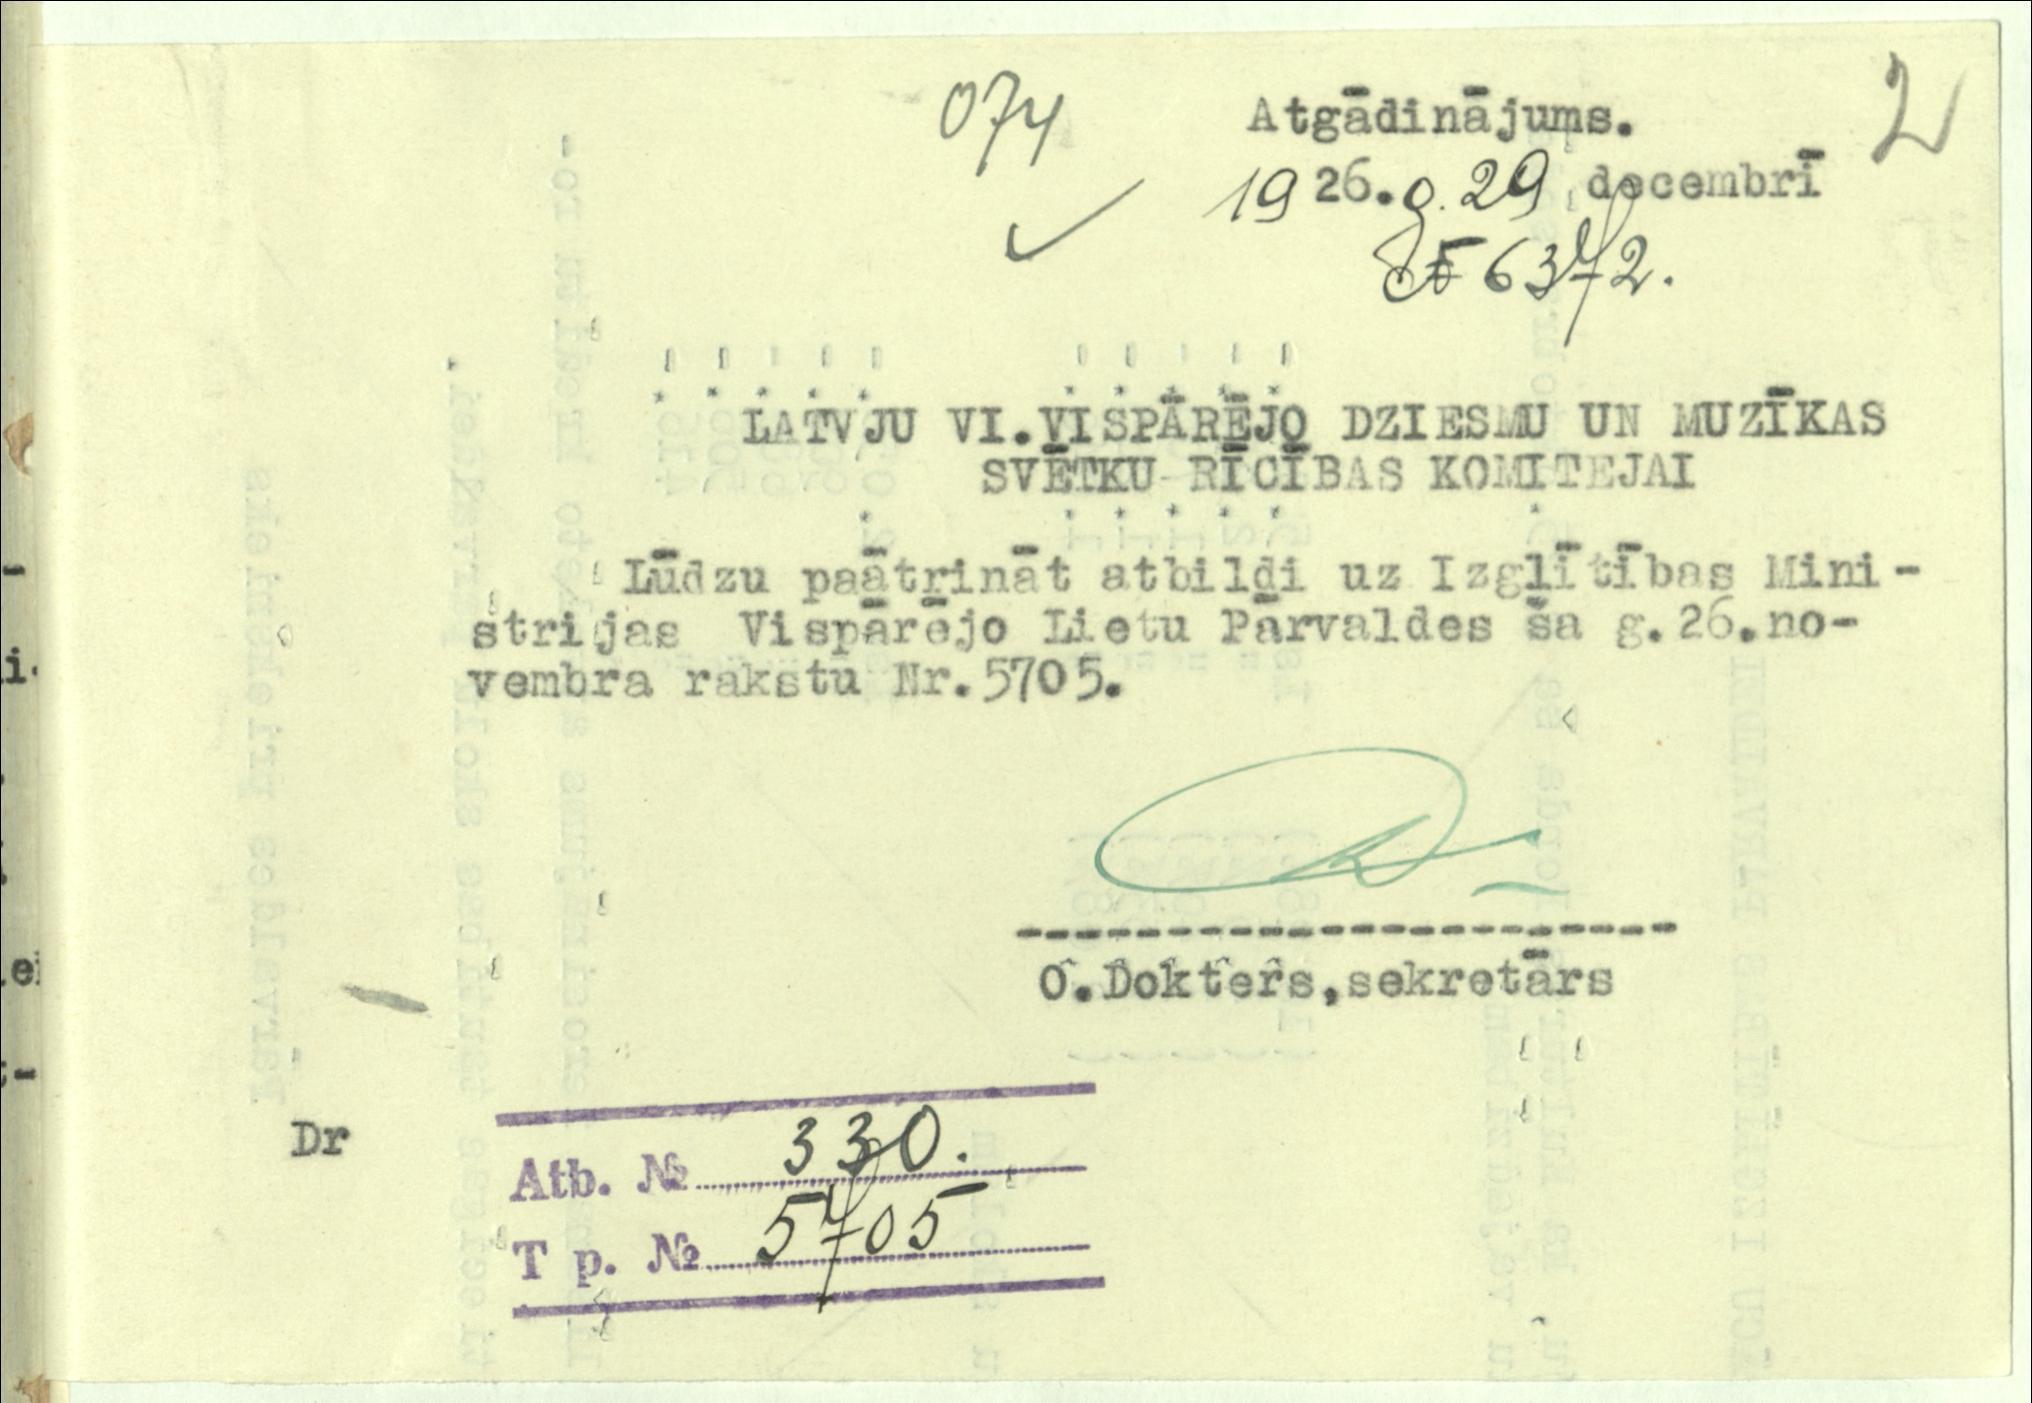 074
Atgādinājums.
2
1926. g. 29 decembrī
№ 6372.
LATVJU VI.VISPĀRĒJO DZIESMU UN MUZĪKAS
SVĒTKU RĪCĪBAS KOMITEJAI
Lūdzu paātrināt atbildi uz Izglītības Mini-
strijas Vispārējo Lietu Pārvaldes ša g.26.no-
vembra rakstu Nr.5705.
O.Dokters,sekretārs
Dr
Atb. № 330.
T p. № 5705